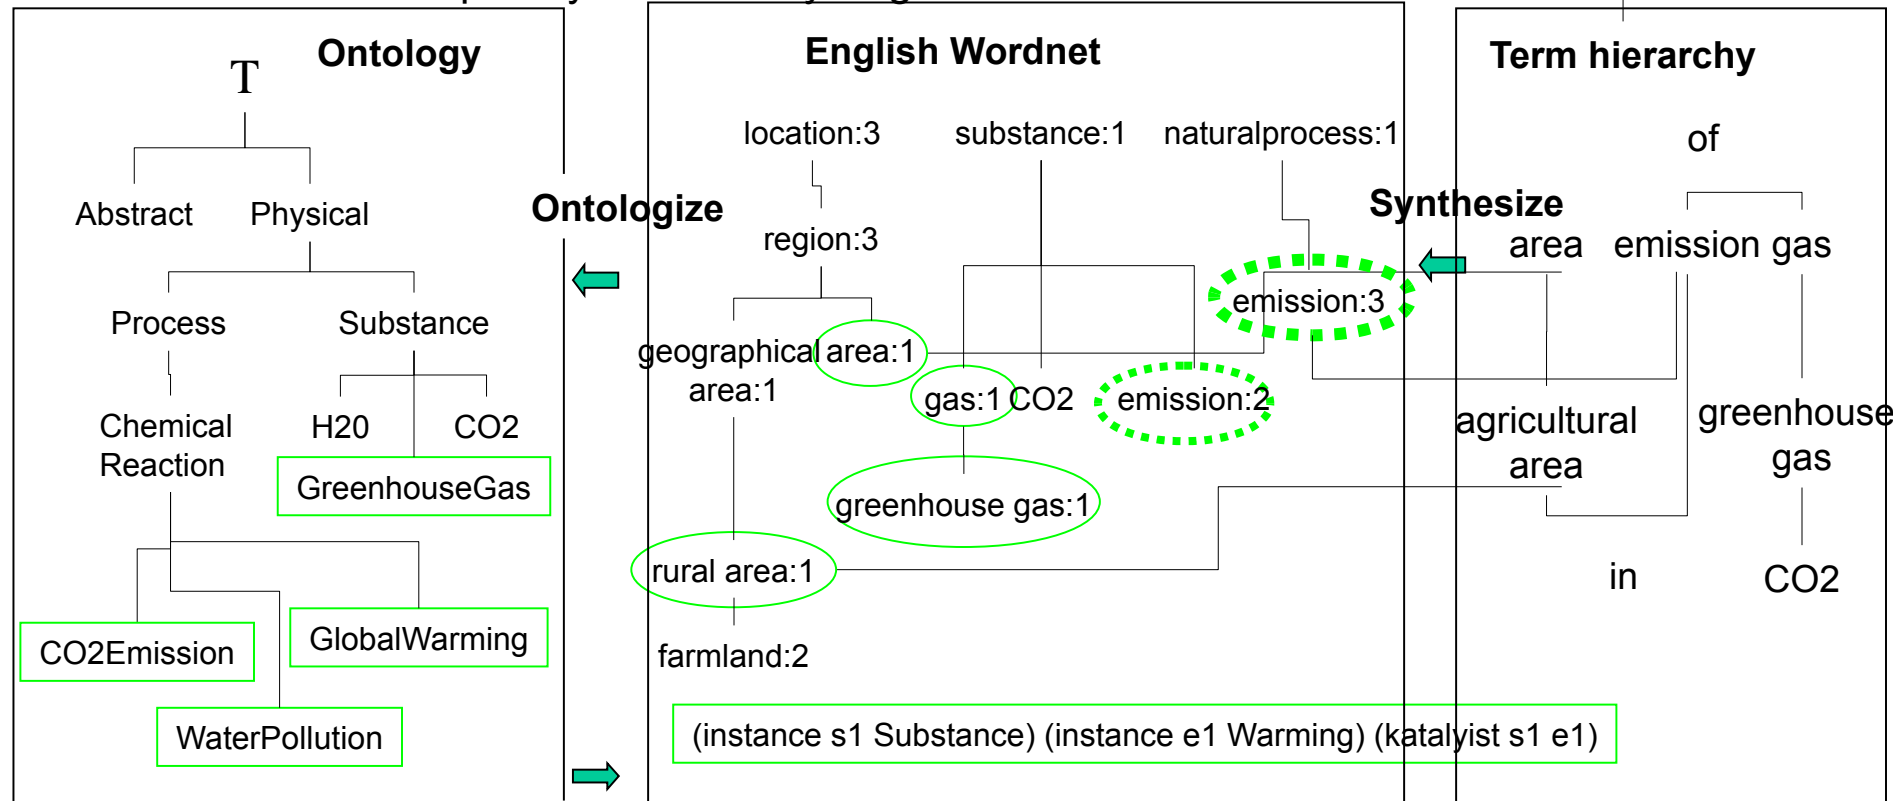 Ontology
T
Abstract
Physical
Process
Substance
Chemical
Reaction
H20
CO2
GreenhouseGas
CO2Emission
GlobalWarming
WaterPollution
Ontologize
English Wordnet
location:3
substance:1
naturalprocess:1
region:3
emission:3
geographical
area:1
area:1
gas:1
CO2
emission:2
greenhouse gas:1
rural area:1
farmland:2
(instance s1 Substance) (instance e1 Warming) (katalyist s1 e1)
Synthesize
Term hierarchy
of
area
emission
gas
agricultural
area
greenhouse
gas
in
CO2